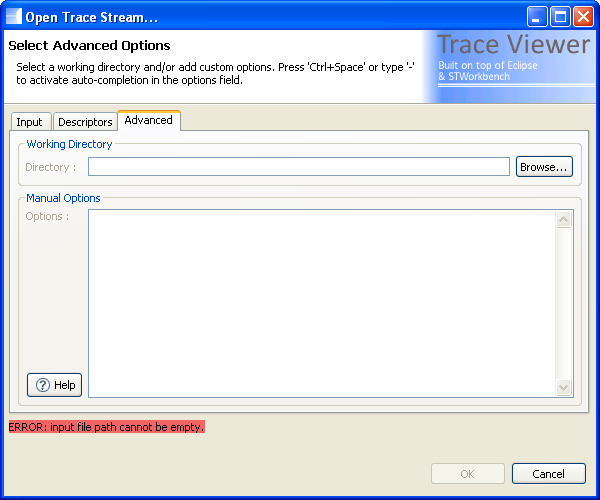 Open Trace Stream...
Select Advanced Options
Select a working directory and/or add custom options. Press 'Ctrl+Space' or type '-'
to activate auto-completion in the options field.
Trace Viewer
Built on top of Eclipse
& STWorkbench
Input Descriptors Advanced
Working Directory
Directory : Browse...
Manual Options
Options :
Help
ERROR: input file path cannot be empty.
OK Cancel